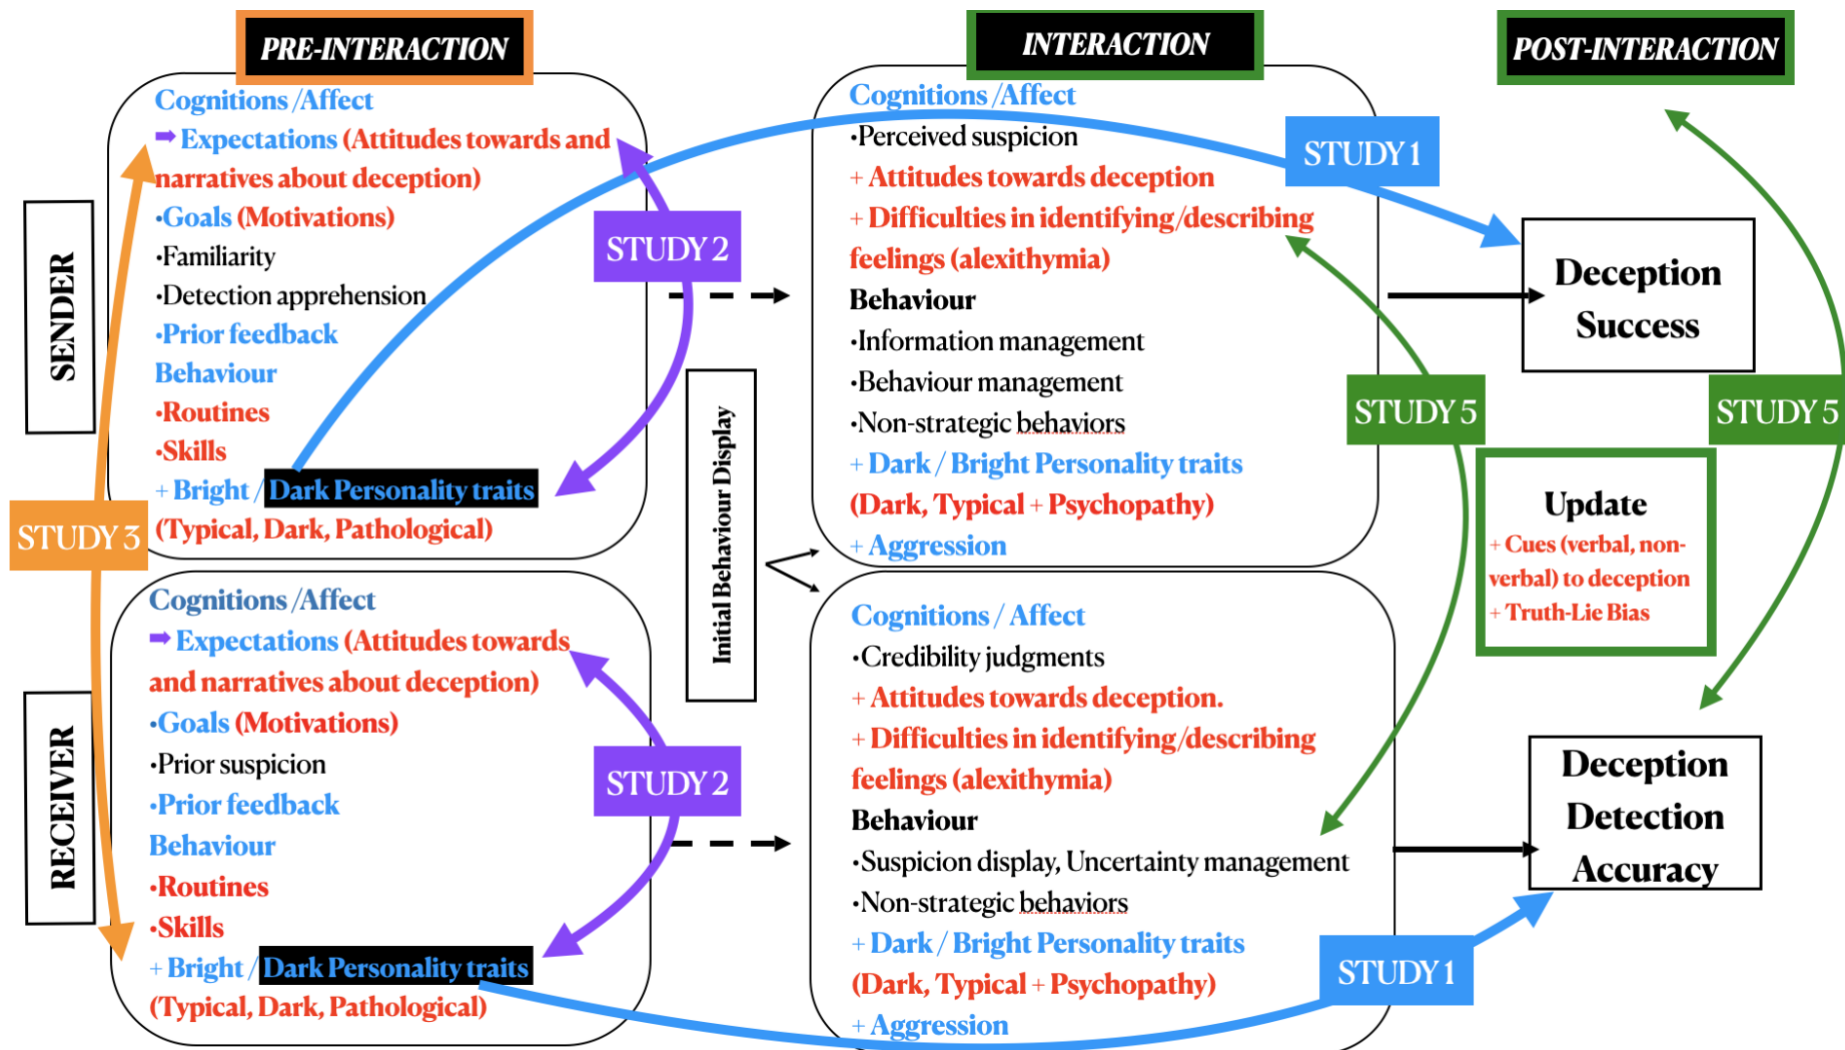 PRE-INTERACTION
INTERACTION
POST-INTERACTION
SENDER
Cognitions /Affect
➡ Expectations (Attitudes towards and
narratives about deception)
•Goals (Motivations)
•Familiarity
•Detection apprehension
•Prior feedback
Behaviour
•Routines
•Skills
+ Bright / Dark Personality traits
(Typical, Dark, Pathological)
STUDY 2
STUDY 3
Initial Behaviour Display
Cognitions /Affect
•Perceived suspicion
+ Attitudes towards deception
+ Difficulties in identifying/describing
feelings (alexithymia)
Behaviour
•Information management
•Behaviour management
•Non-strategic behaviors
+ Dark / Bright Personality traits
(Dark, Typical + Psychopathy)
+ Aggression
STUDY 1
Deception
Success
STUDY 5
STUDY 5
Update
+ Cues (verbal, non-
verbal) to deception
+ Truth-Lie Bias
RECEIVER
Cognitions /Affect
➡ Expectations (Attitudes towards
and narratives about deception)
•Goals (Motivations)
•Prior suspicion
•Prior feedback
Behaviour
•Routines
•Skills
+ Bright / Dark Personality traits
(Typical, Dark, Pathological)
STUDY 2
Cognitions / Affect
•Credibility judgments
+ Attitudes towards deception.
+ Difficulties in identifying/describing
feelings (alexithymia)
Behaviour
•Suspicion display, Uncertainty management
•Non-strategic behaviors
+ Dark / Bright Personality traits
(Dark, Typical + Psychopathy)
+ Aggression
STUDY 1
Deception
Detection
Accuracy